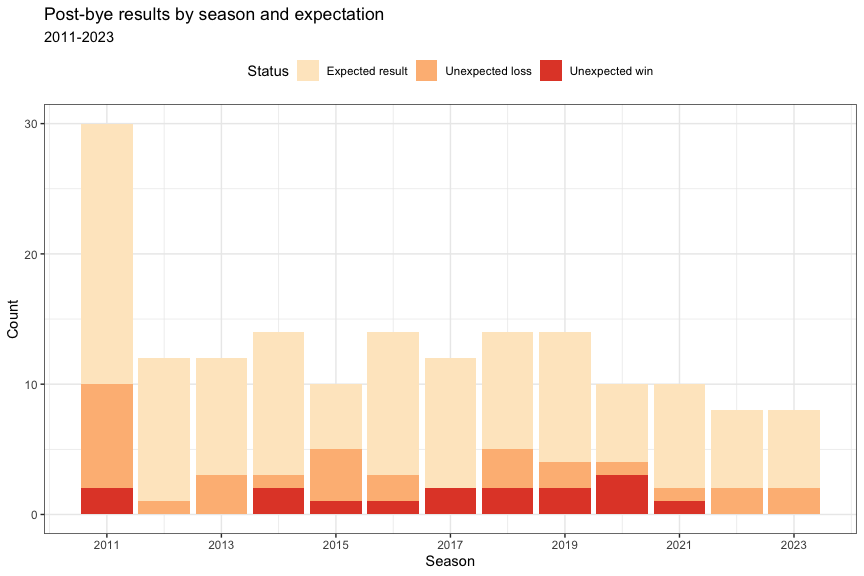 Post-bye results by season and expectation
2011-2023
Status Expected result Unexpected loss Unexpected win
Count
30
20
10
0
2011 2013 2015 2017 2019 2021 2023
Season